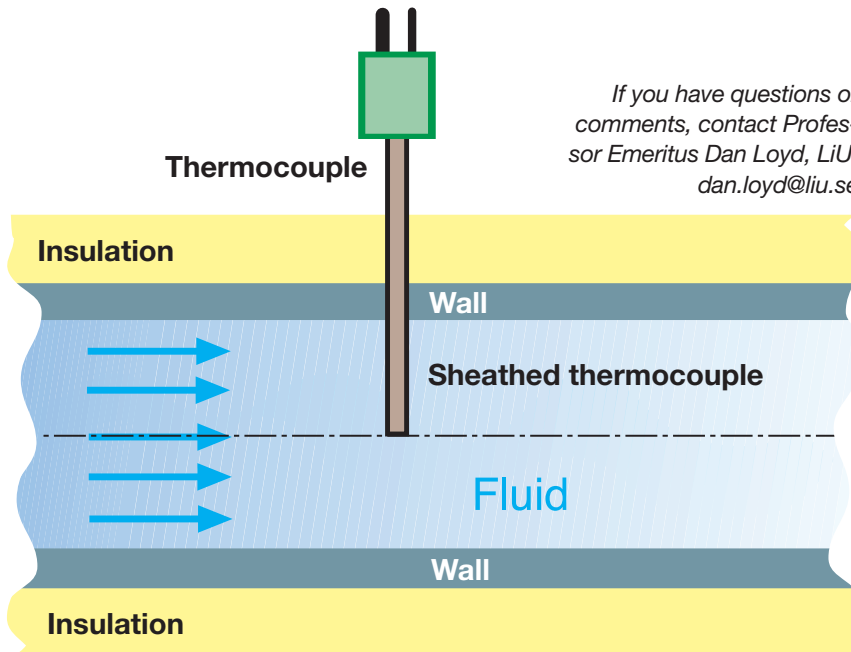 If you have questions or
comments, contact Profes-
sor Emeritus Dan Loyd, LiU,
dan.loyd@liu.se
Thermocouple
Insulation
Wall
Sheathed thermocouple
Fluid
Wall
Insulation